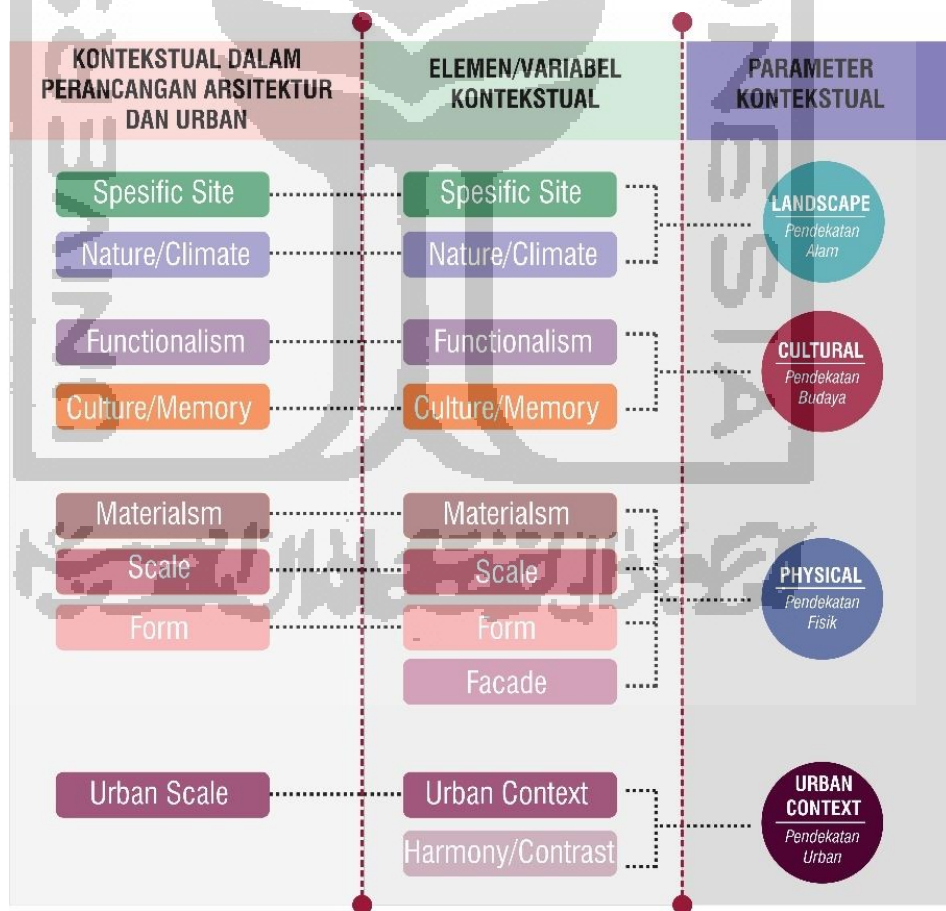 KONTEKSTUAL DALAM
PERANCANGAN ARSITEKTUR
DAN URBAN
ELEMEN/VARIABEL
KONTEKSTUAL
PARAMETER
KONTEKSTUAL
Spesific Site
Spesific Site
LANDSCAPE
Pendekatan
Alam
Nature/Climate
Nature/Climate
Functionalism
Functionalism
CULTURAL
Pendekatan
Budaya
Culture/Memory
Culture/Memory
Materialsm
Materialsm
Scale
Scale
PHYSICAL
Pendekatan
Fisik
Form
Form
Facade
Urban Scale
Urban Context
URBAN
CONTEXT
Pendekatan
Urban
Harmony/Contrast